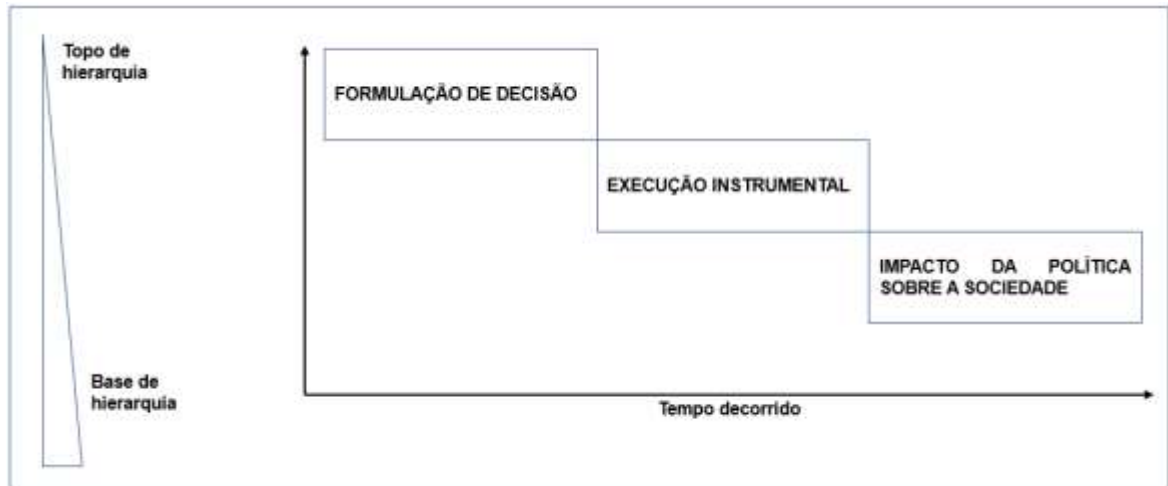 Topo de
hierarquia
FORMULAÇÃO DE DECISÃO
EXECUÇÃO INSTRUMENTAL
IMPACTO DA POLÍTICA
SOBRE A SOCIEDADE
Base de
hierarquia
Tempo decorrido